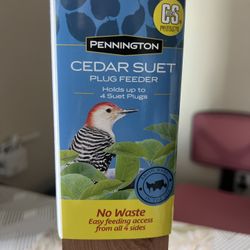 C&S
PENNINGTON
CEDAR SUET
PLUG FEEDER
Holds up to
4 Suet Plugs
No Waste
Easy feeding access
from all 4 sides